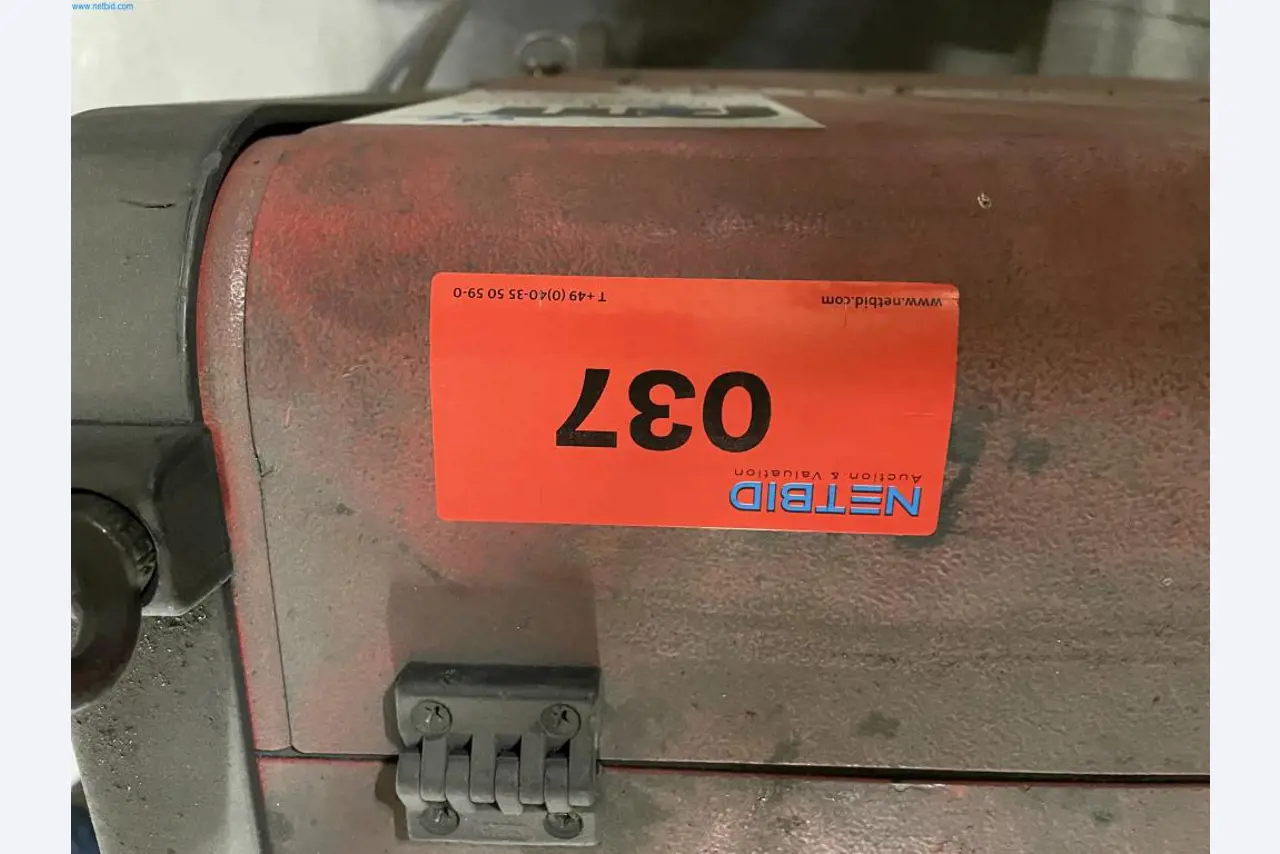 www.netbid.com
NETBID
Auction & Valuation
037
www.netbid.com T+49 (0)40-35 50 59-0